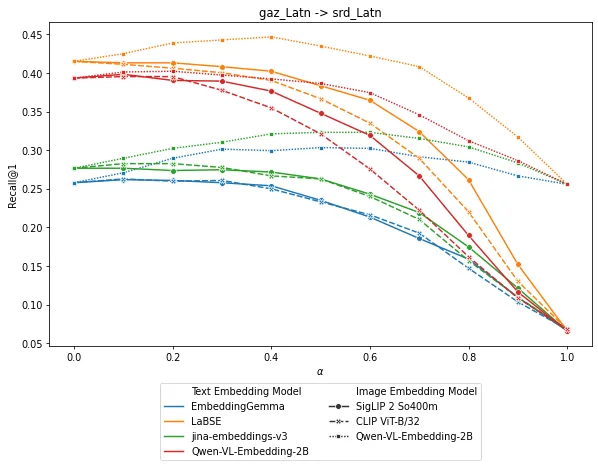 gaz_Latn -> srd_Latn
Recall@1
0.45
0.40
0.35
0.30
0.25
0.20
0.15
0.10
0.05
0.0 0.2 0.4 0.6 0.8 1.0
α
Text Embedding Model
EmbeddingGemma
LaBSE
jina-embeddings-v3
Qwen-VL-Embedding-2B
Image Embedding Model
SigLIP 2 So400m
CLIP ViT-B/32
Qwen-VL-Embedding-2B